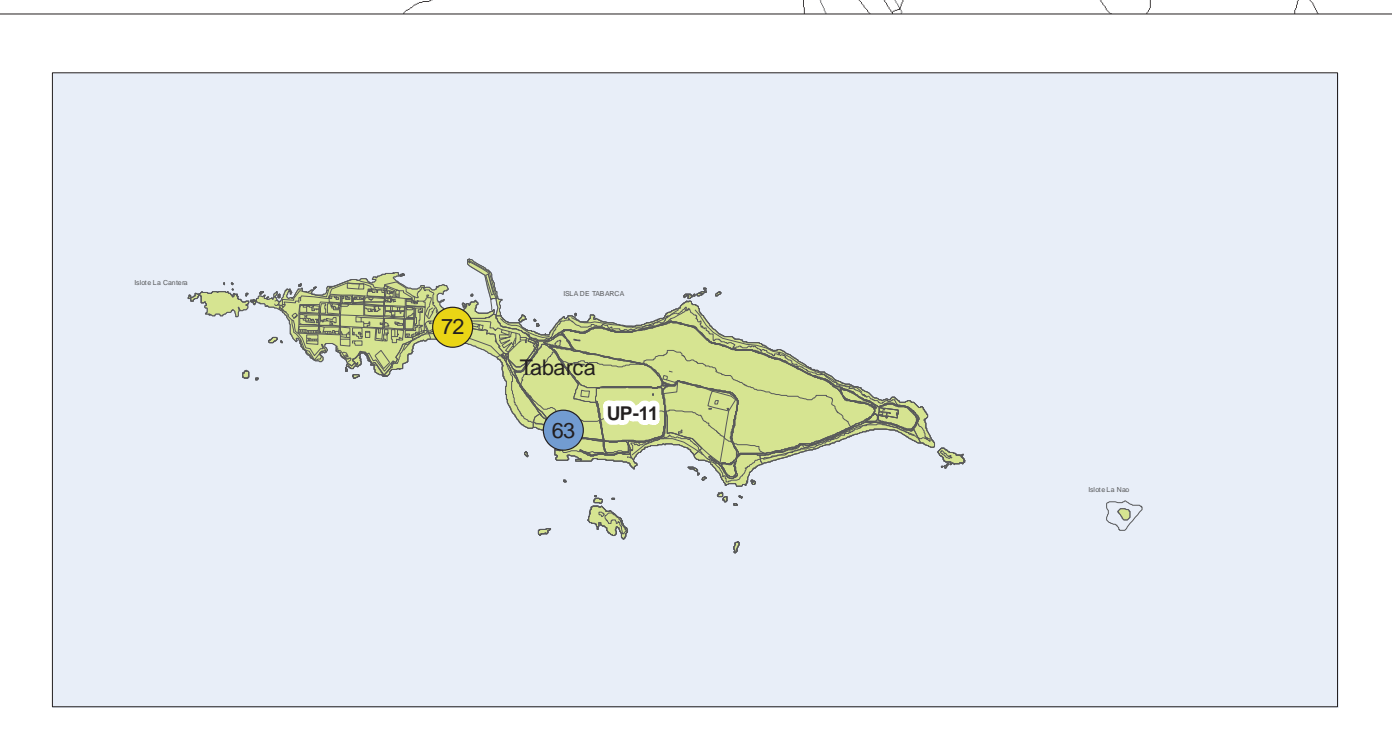 Islote La Cantera
ISLA DE TABARCA
72
Tabarca
UP-11
63
Islote La Nao